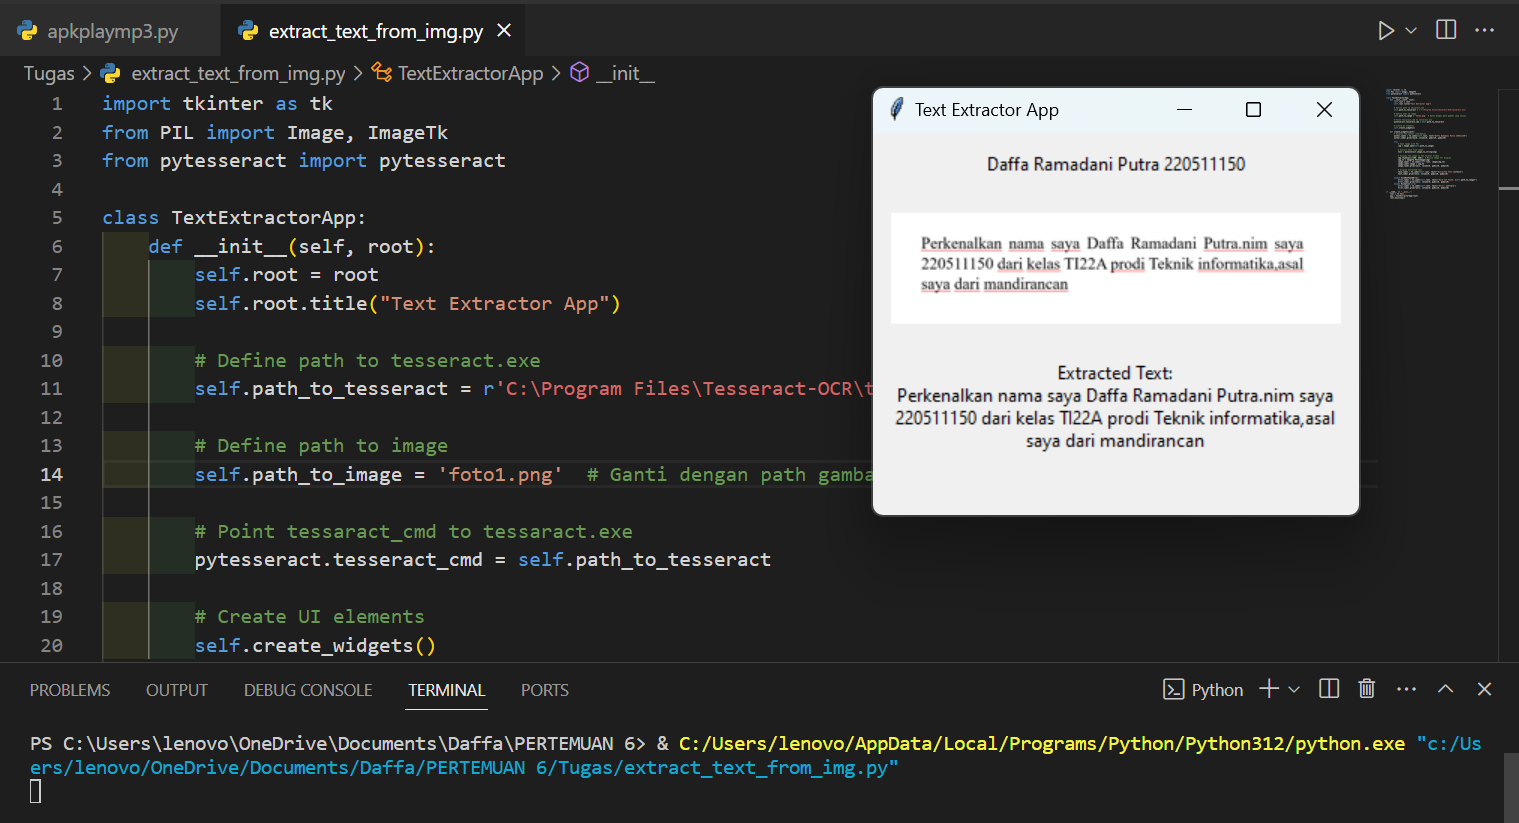 apkplaymp3.py
extract_text_from_img.py
Tugas > extract_text_from_img.py > TextExtractorApp > __init__
1 import tkinter as tk
2 from PIL import Image, ImageTk
3 from pytesseract import pytesseract
4
5 class TextExtractorApp:
6 def __init__(self, root):
7 self.root = root
8 self.root.title("Text Extractor App")
9
10 # Define path to tesseract.exe
11 self.path_to_tesseract = r'C:\Program Files\Tesseract-OCR\t
12
13 # Define path to image
14 self.path_to_image = 'foto1.png' # Ganti dengan path gamba
15
16 # Point tessaract_cmd to tessaract.exe
17 pytesseract.tesseract_cmd = self.path_to_tesseract
18
19 # Create UI elements
20 self.create_widgets()
Text Extractor App
Daffa Ramadani Putra 220511150
Perkenalkan nama saya Daffa Ramadani Putra.nim saya
220511150 dari kelas TI22A prodi Teknik informatika,asal
saya dari mandirancan
Extracted Text:
Perkenalkan nama saya Daffa Ramadani Putra.nim saya
220511150 dari kelas TI22A prodi Teknik informatika,asal
saya dari mandirancan
PROBLEMS OUTPUT DEBUG CONSOLE TERMINAL PORTS
Python
PS C:\Users\lenovo\OneDrive\Documents\Daffa\PERTEMUAN 6> & C:/Users/lenovo/AppData/Local/Programs/Python/Python312/python.exe "c:/Us
ers/lenovo/OneDrive/Documents/Daffa/PERTEMUAN 6/Tugas/extract_text_from_img.py"